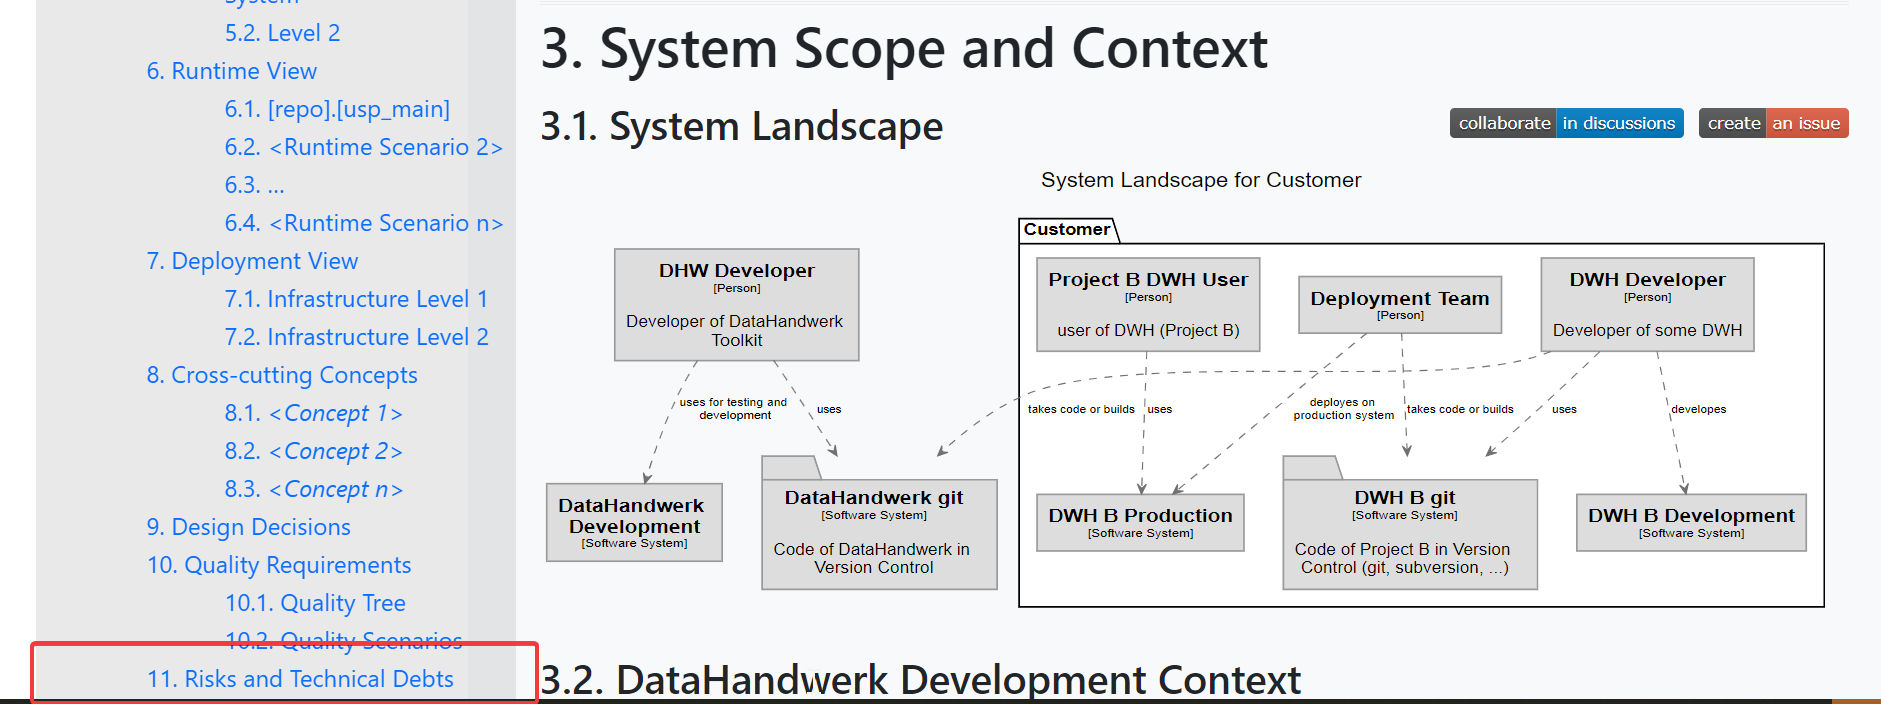 System
5.2. Level 2
6. Runtime View
6.1. [repo].[usp_main]
6.2. <Runtime Scenario 2>
6.3. ...
6.4. <Runtime Scenario n>
7. Deployment View
7.1. Infrastructure Level 1
7.2. Infrastructure Level 2
8. Cross-cutting Concepts
8.1. <Concept 1>
8.2. <Concept 2>
8.3. <Concept n>
9. Design Decisions
10. Quality Requirements
10.1. Quality Tree
10.2. Quality Scenarios
11. Risks and Technical Debts
3. System Scope and Context
3.1. System Landscape
collaborate in discussions
create an issue
System Landscape for Customer
Customer
DHW Developer
[Person]
Developer of DataHandwerk
Toolkit
Project B DWH User
[Person]
user of DWH (Project B)
Deployment Team
[Person]
DWH Developer
[Person]
Developer of some DWH
uses for testing and
development
uses
takes code or builds
uses
deployes on
production system
takes code or builds
uses
developes
DataHandwerk
Development
[Software System]
DataHandwerk git
[Software System]
Code of DataHandwerk in
Version Control
DWH B Production
[Software System]
DWH B git
[Software System]
Code of Project B in Version
Control (git, subversion, ...)
DWH B Development
[Software System]
3.2. DataHandwerk Development Context